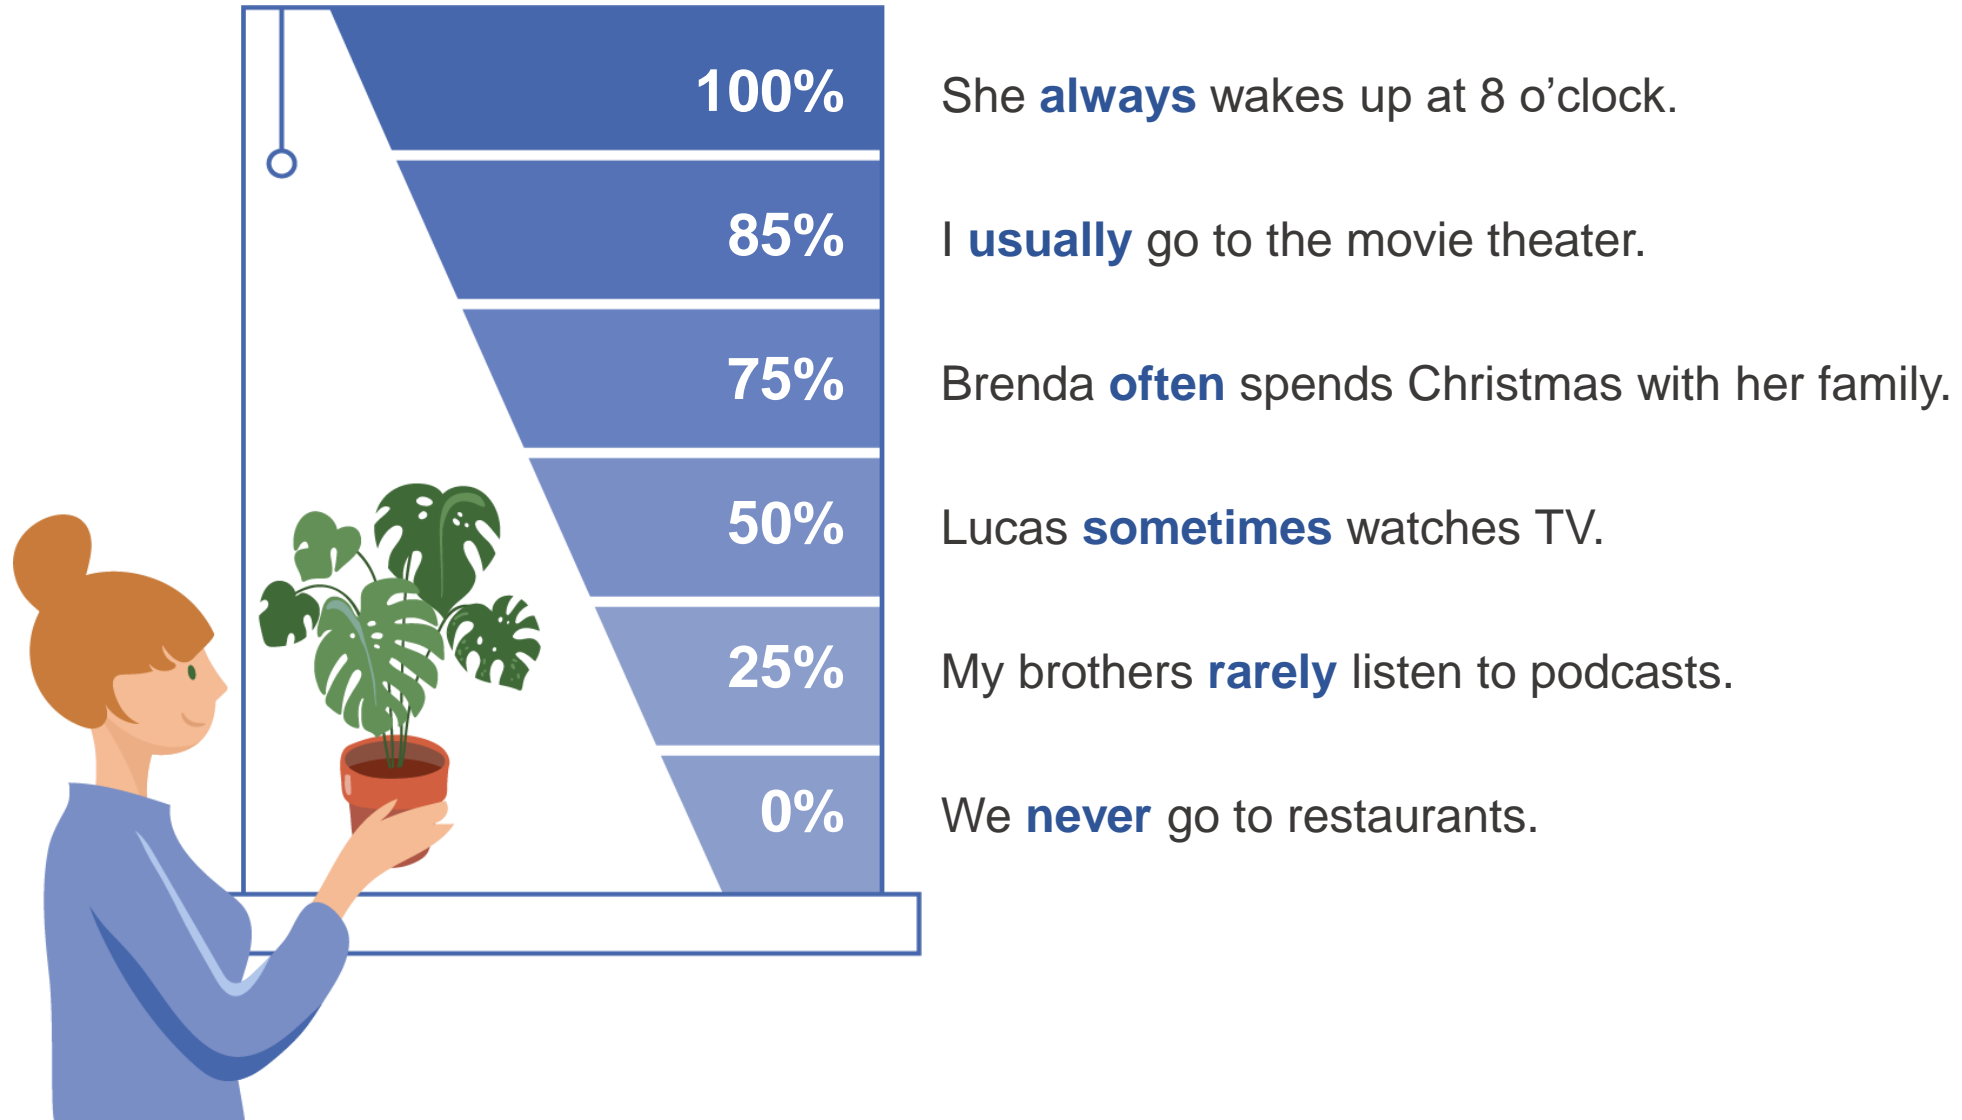 100% She always wakes up at 8 o’clock.
85% I usually go to the movie theater.
75% Brenda often spends Christmas with her family.
50% Lucas sometimes watches TV.
25% My brothers rarely listen to podcasts.
0% We never go to restaurants.